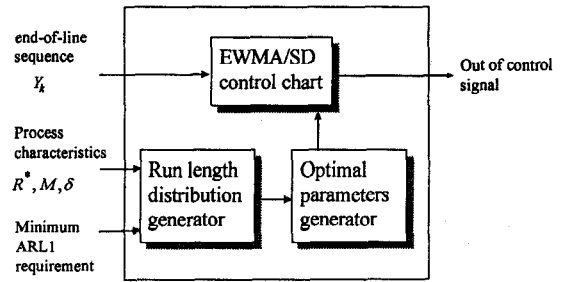 end-of-line
sequence
Yₖ
EWMA/SD
control chart
Out of control
signal
Process
characteristics
R*, M, δ
Minimum
ARL1
requirement
Run length
distribution
generator
Optimal
parameters
generator